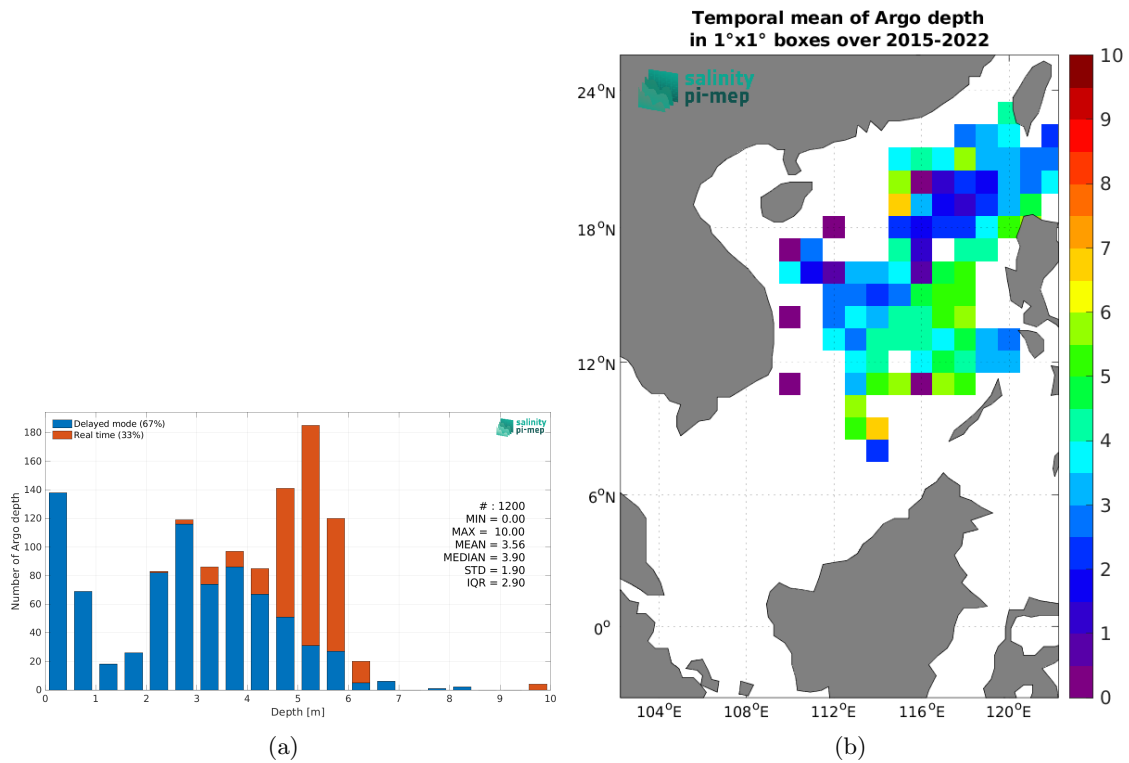 Delayed mode (67%)
Real time (33%)
salinity
pi-mep
# : 1200
MIN = 0.00
MAX = 10.00
MEAN = 3.56
MEDIAN = 3.90
STD = 1.90
IQR = 2.90
Number of Argo depth
180
160
140
120
100
80
60
40
20
0
0 1 2 3 4 5 6 7 8 9 10
Depth [m]
(a)
Temporal mean of Argo depth
in 1°x1° boxes over 2015-2022
salinity
pi-mep
24°N
18°N
12°N
6°N
0°
104°E 108°E 112°E 116°E 120°E
10
9
8
7
6
5
4
3
2
1
0
(b)